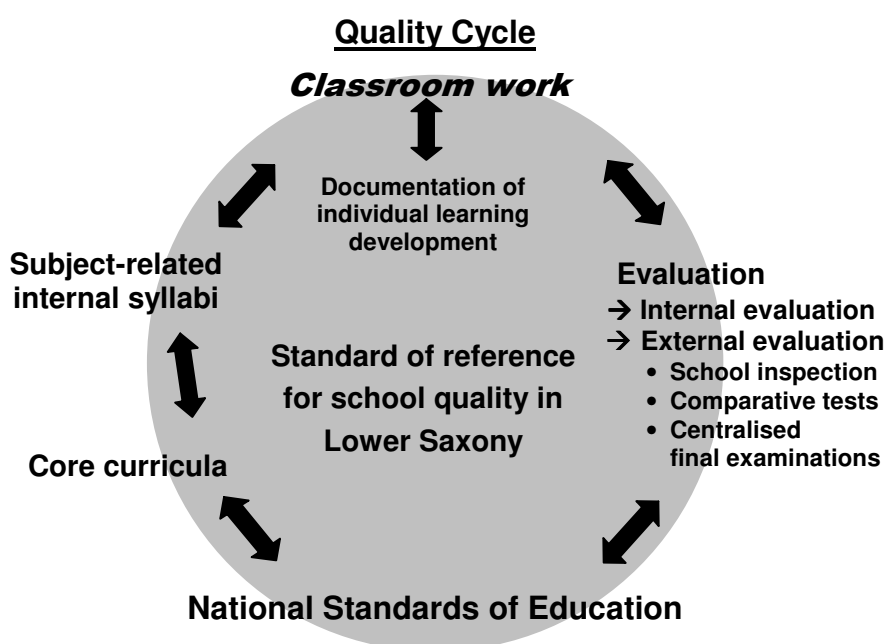 Quality Cycle
Classroom work
Documentation of
individual learning
development
Subject-related
internal syllabi
Evaluation
→ Internal evaluation
→ External evaluation
• School inspection
• Comparative tests
• Centralised
final examinations
Standard of reference
for school quality in
Lower Saxony
Core curricula
National Standards of Education